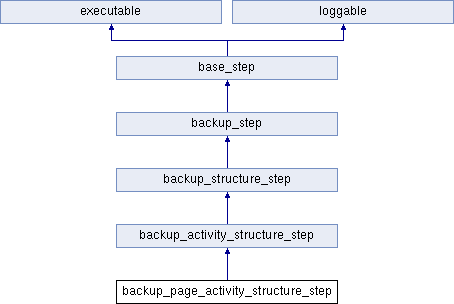 executable
loggable
base_step
backup_step
backup_structure_step
backup_activity_structure_step
backup_page_activity_structure_step